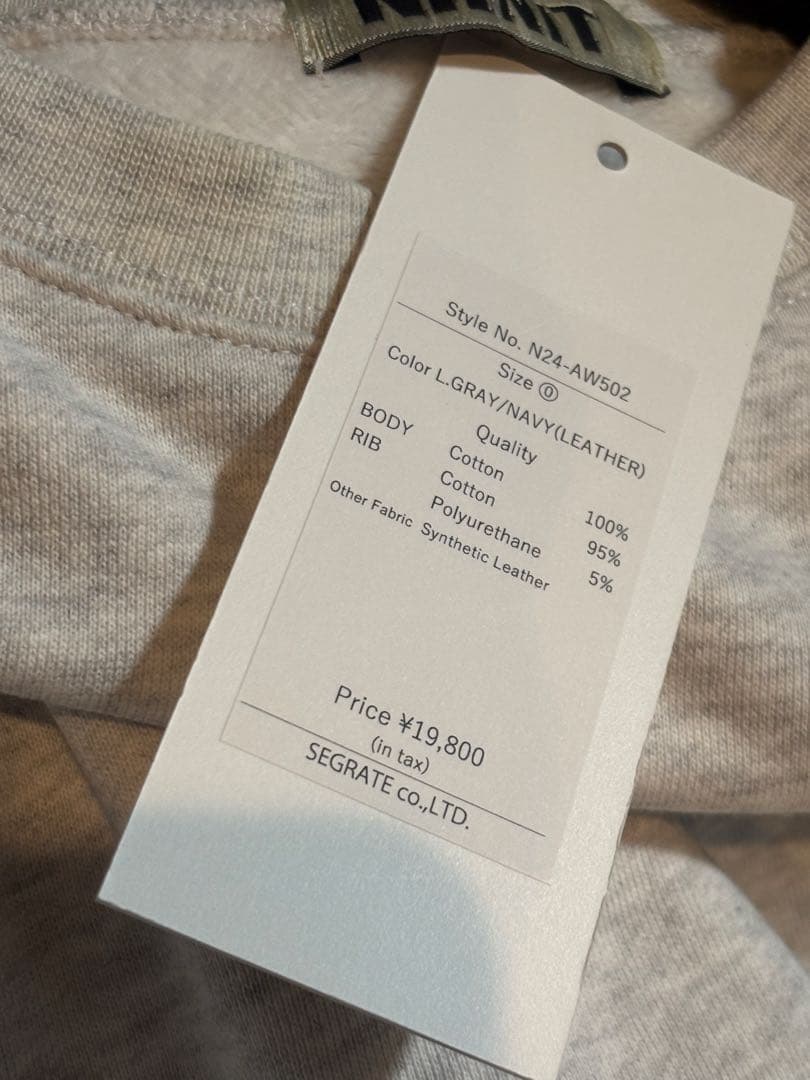 Style No. N24-AW502
Size ⓪
Color L.GRAY/NAVY(LEATHER)
Quality
BODY Cotton 100%
RIB Cotton 95%
Polyurethane 5%
Other Fabric Synthetic Leather
Price ¥19,800
(in tax)
SEGRATE co.,LTD.